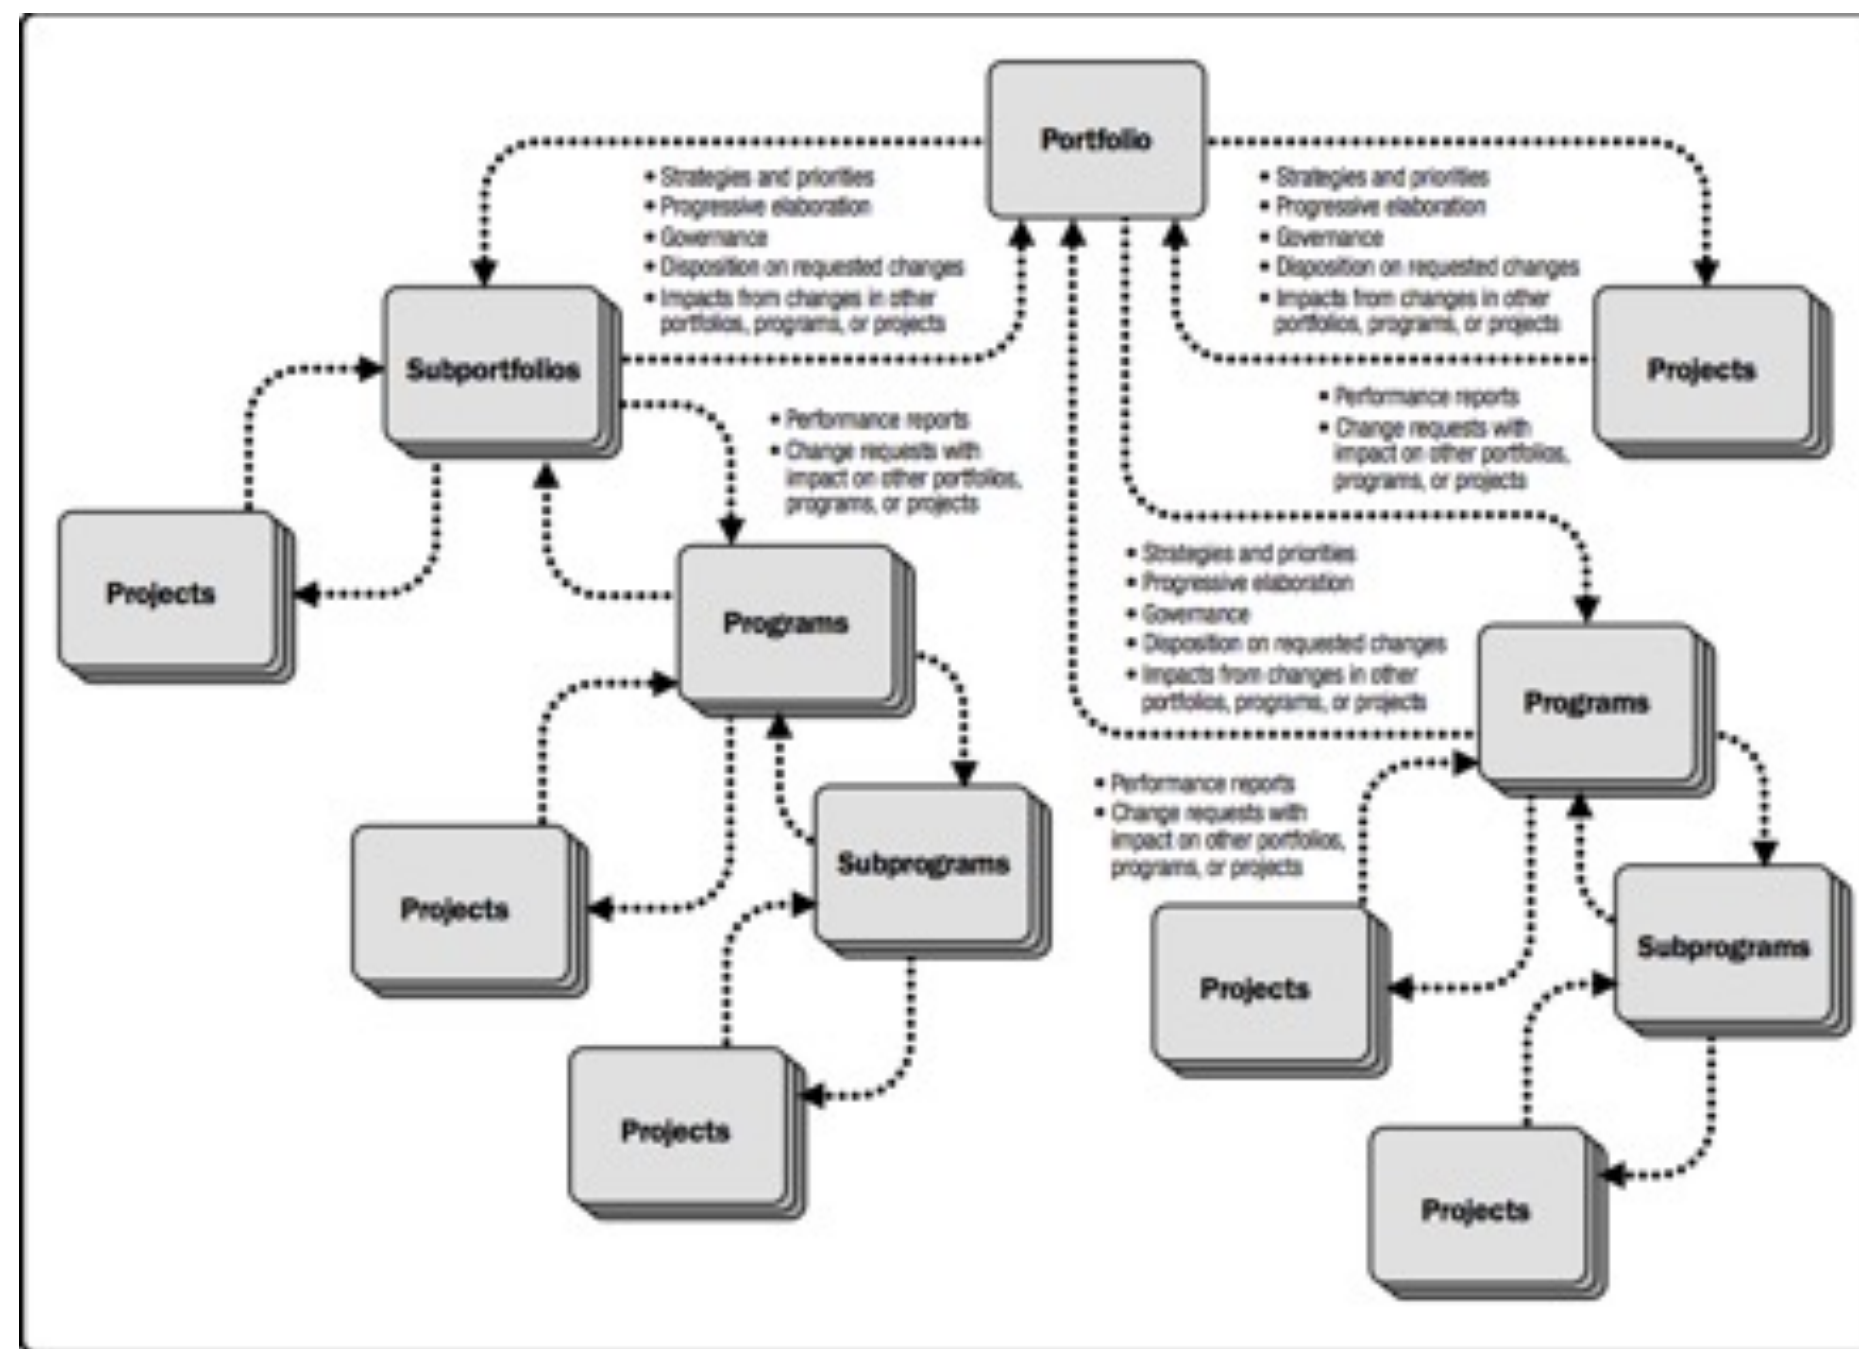 Portfolio
• Strategies and priorities
• Progressive elaboration
• Governance
• Disposition on requested changes
• Impacts from changes in other
portfolios, programs, or projects
• Strategies and priorities
• Progressive elaboration
• Governance
• Disposition on requested changes
• Impacts from changes in other
portfolios, programs, or projects
Subportfolios
Projects
• Performance reports
• Change requests with
impact on other portfolios,
programs, or projects
• Performance reports
• Change requests with
impact on other portfolios,
programs, or projects
Projects
Programs
• Strategies and priorities
• Progressive elaboration
• Governance
• Disposition on requested changes
• Impacts from changes in other
portfolios, programs, or projects
Programs
• Performance reports
• Change requests with
impact on other portfolios,
programs, or projects
Projects
Subprograms
Projects
Subprograms
Projects
Projects